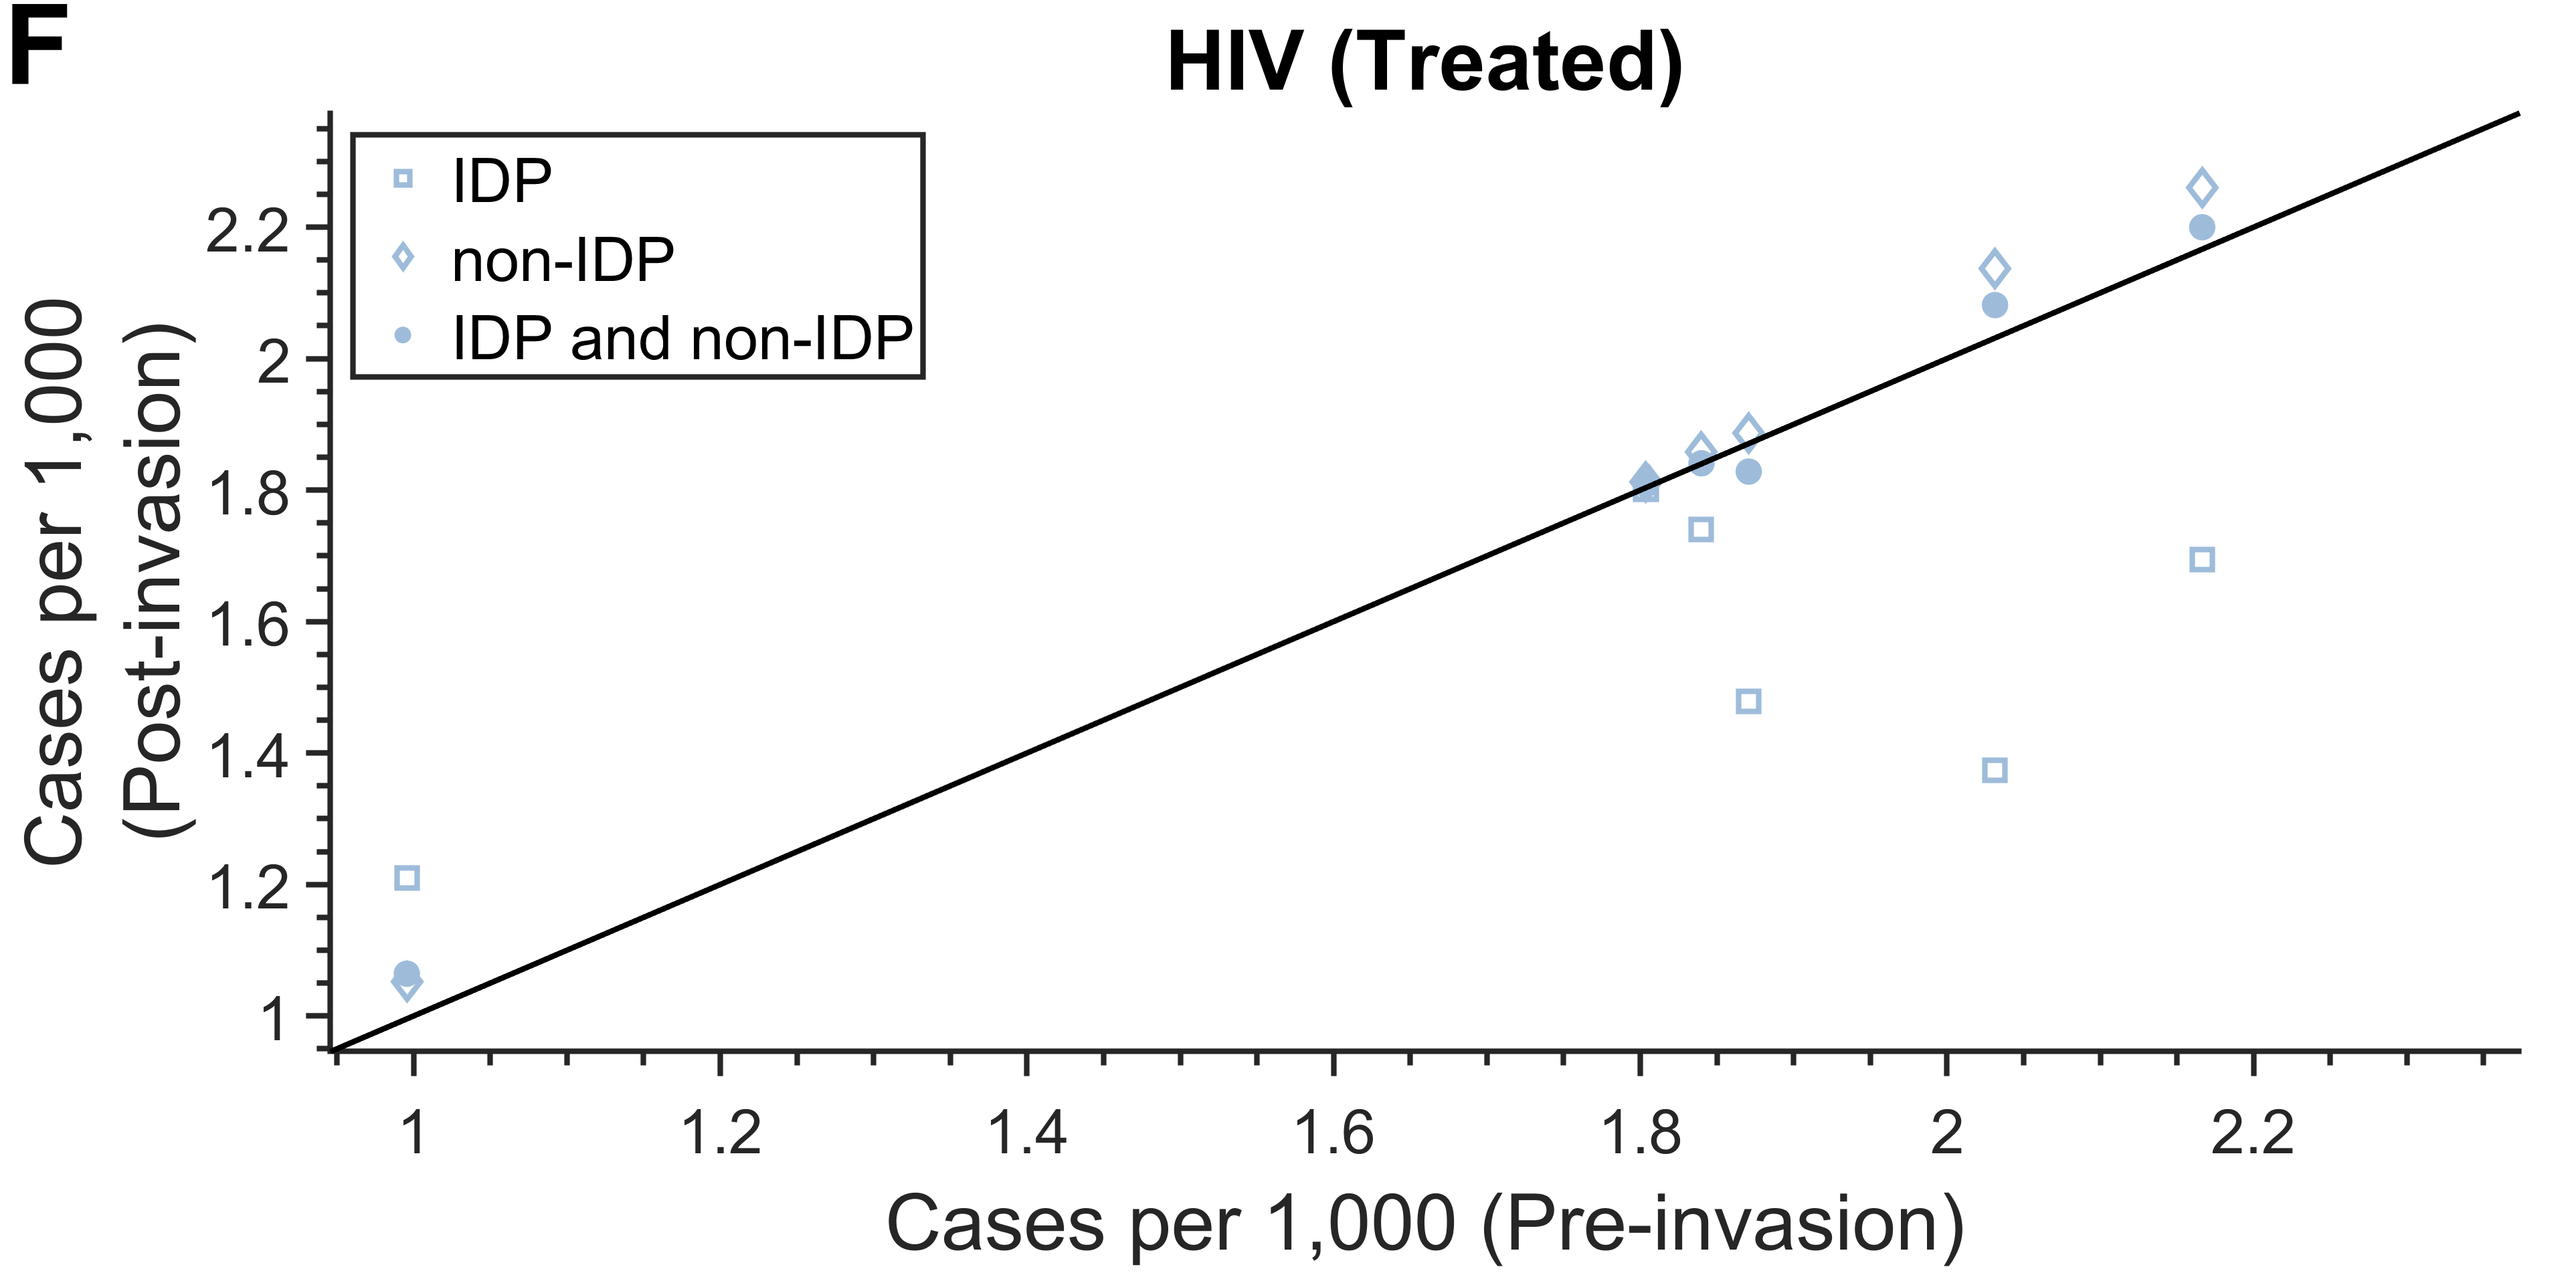 F
HIV (Treated)
IDP
non-IDP
IDP and non-IDP
Cases per 1,000
(Post-invasion)
2.2
2
1.8
1.6
1.4
1.2
1
1 1.2 1.4 1.6 1.8 2 2.2
Cases per 1,000 (Pre-invasion)